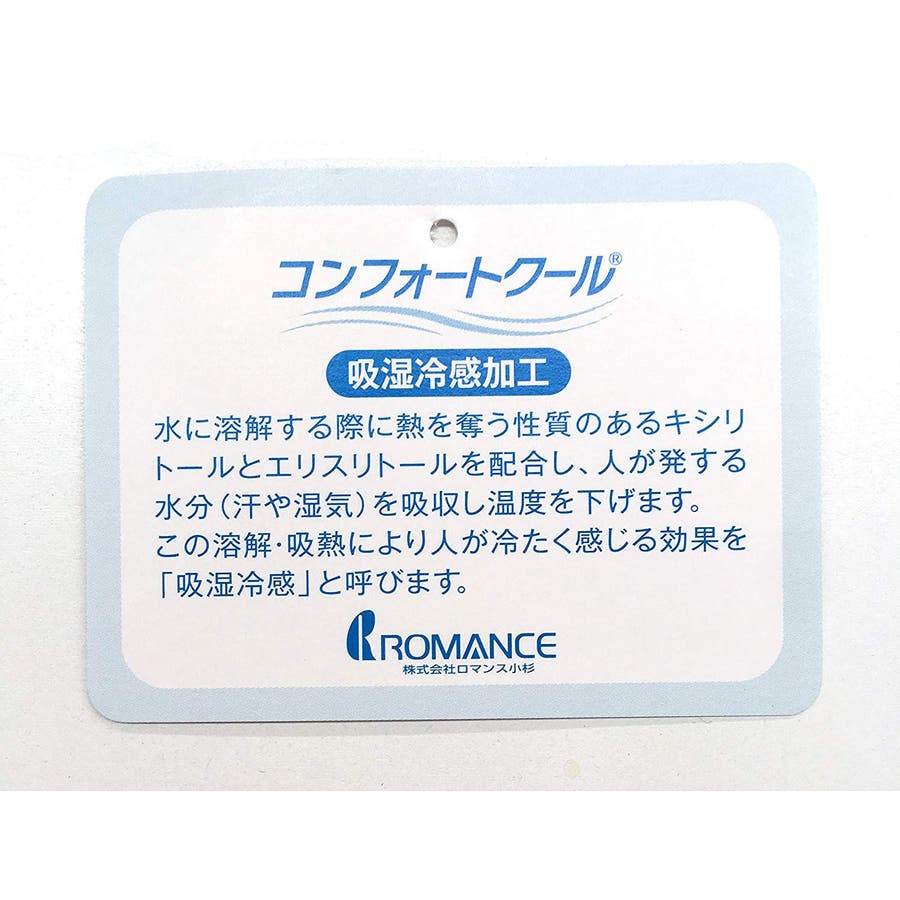 コンフォートクール®
吸湿冷感加工
水に溶解する際に熱を奪う性質のあるキシリ
トールとエリスリトールを配合し、人が発する
水分(汗や湿気)を吸収し温度を下げます。
この溶解・吸熱により人が冷たく感じる効果を
「吸湿冷感」と呼びます。
ROMANCE
株式会社ロマンス小杉